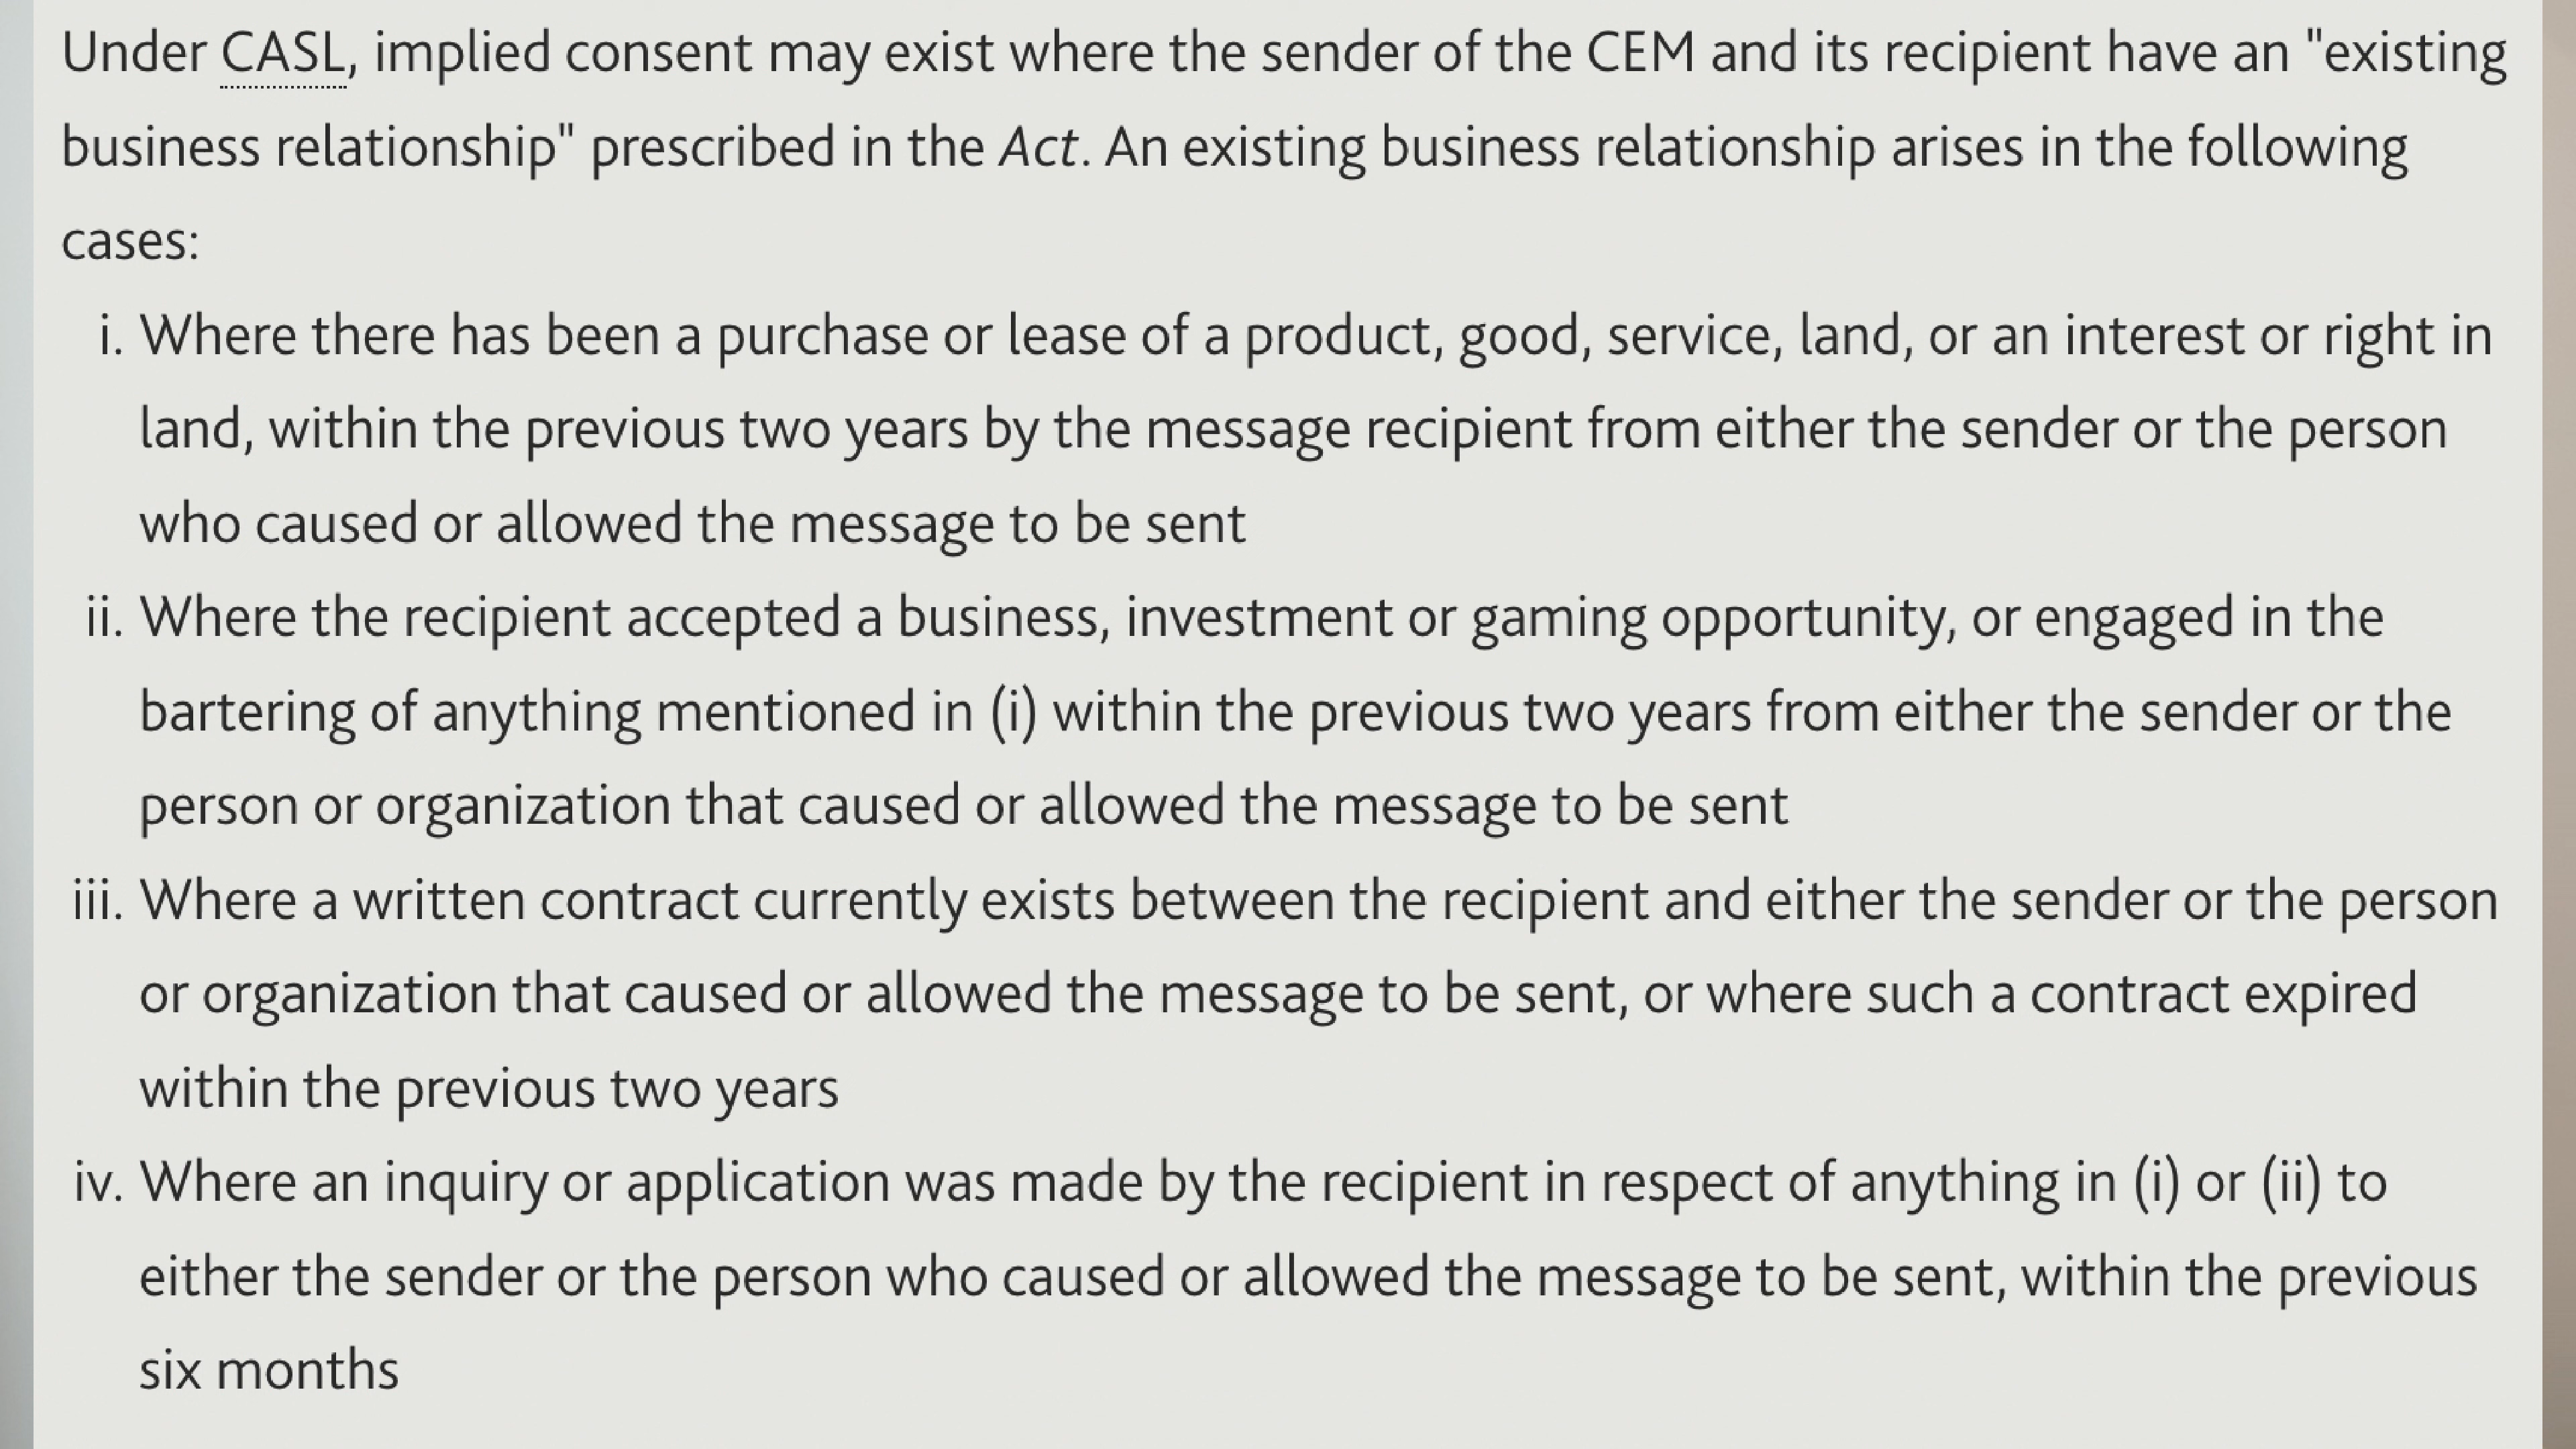 Under CASL, implied consent may exist where the sender of the CEM and its recipient have an "existing
business relationship" prescribed in the Act. An existing business relationship arises in the following
cases:
i. Where there has been a purchase or lease of a product, good, service, land, or an interest or right in
land, within the previous two years by the message recipient from either the sender or the person
who caused or allowed the message to be sent
ii. Where the recipient accepted a business, investment or gaming opportunity, or engaged in the
bartering of anything mentioned in (i) within the previous two years from either the sender or the
person or organization that caused or allowed the message to be sent
iii. Where a written contract currently exists between the recipient and either the sender or the person
or organization that caused or allowed the message to be sent, or where such a contract expired
within the previous two years
iv. Where an inquiry or application was made by the recipient in respect of anything in (i) or (ii) to
either the sender or the person who caused or allowed the message to be sent, within the previous
six months